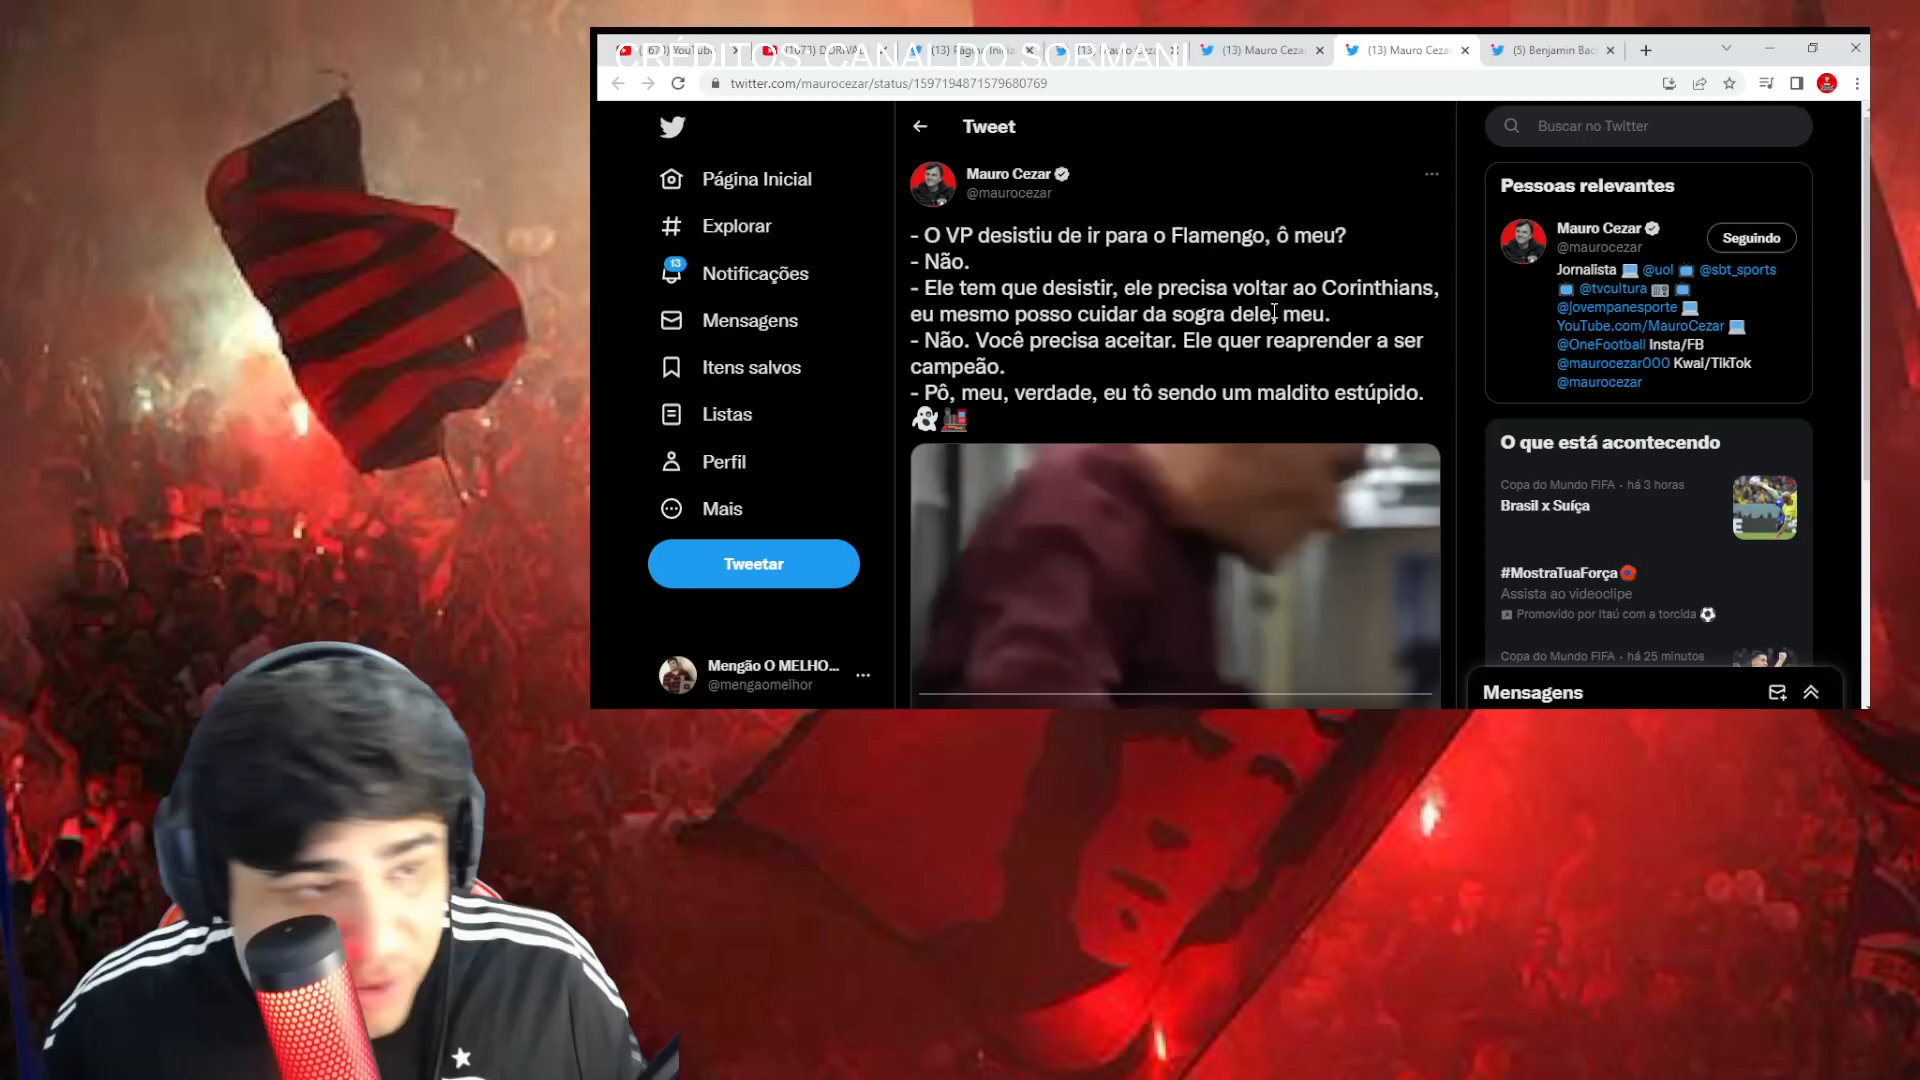 CRÉDITOS CANAL DO SORMANI
(13) Mauro Ceza
(13) Mauro Ceza
(5) Benjamin Bac
twitter.com/maurocezar/status/1597194871579680769
Tweet
Buscar no Twitter
Página Inicial
Explorar
13
Notificações
Mensagens
Itens salvos
Listas
Perfil
Mais
Tweetar
Mengão O MELHO...
@mengaomelhor
Mauro Cezar
@maurocezar
- O VP desistiu de ir para o Flamengo, ô meu?
- Não.
- Ele tem que desistir, ele precisa voltar ao Corinthians,
eu mesmo posso cuidar da sogra dele, meu.
- Não. Você precisa aceitar. Ele quer reaprender a ser
campeão.
- Pô, meu, verdade, eu tô sendo um maldito estúpido.
Pessoas relevantes
Mauro Cezar
@maurocezar
Seguindo
Jornalista @uol @sbt_sports
@tvcultura
@jovempanesporte
YouTube.com/MauroCezar
@OneFootball Insta/FB
@maurocezar000 Kwai/TikTok
@maurocezar
O que está acontecendo
Copa do Mundo FIFA · há 3 horas
Brasil x Suíça
#MostraTuaForça
Assista ao videoclipe
Promovido por Itaú com a torcida
Copa do Mundo FIFA · há 25 minutos
Mensagens